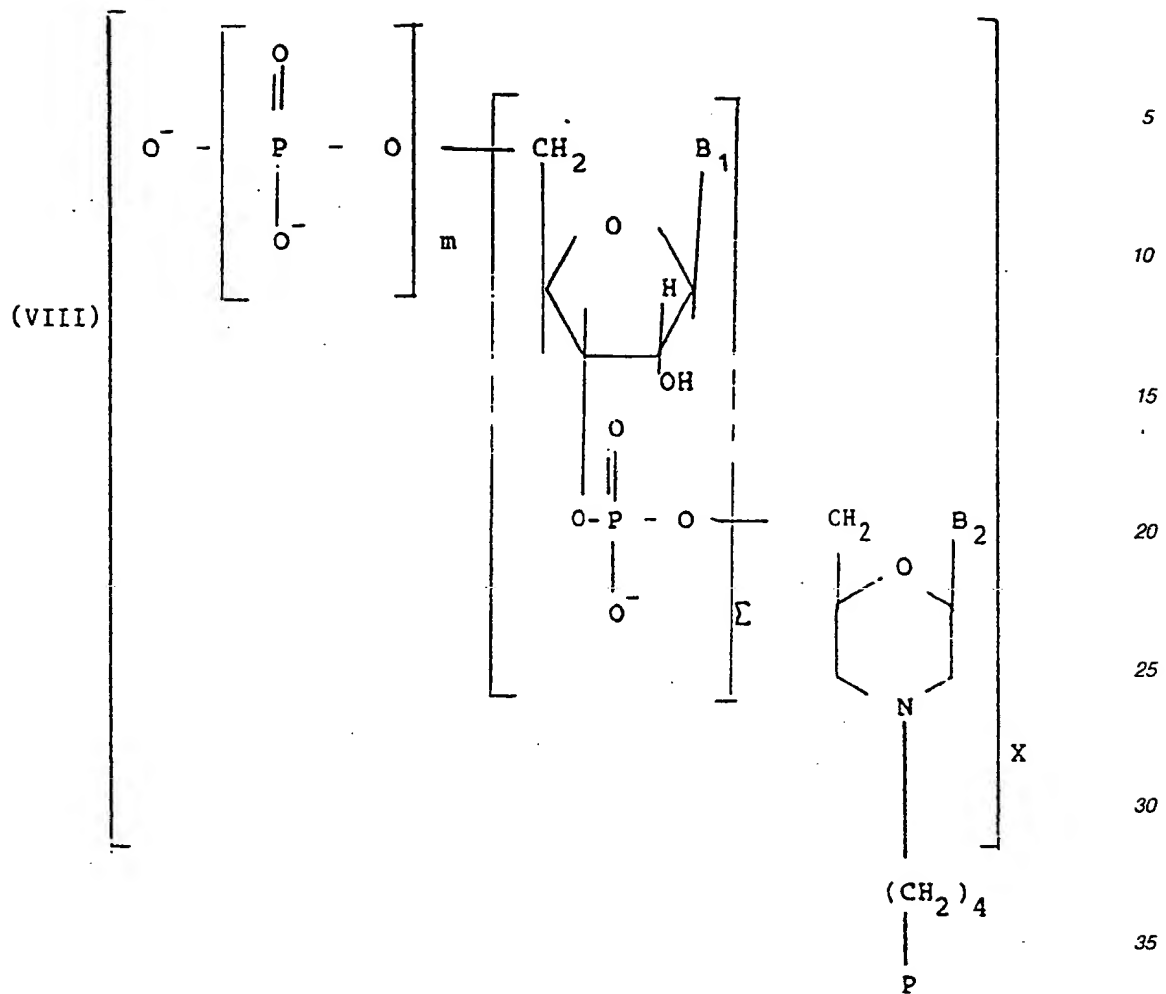 O
5
O⁻ - P - O CH₂ B₁
O
O⁻ m
10
H
(VIII)
OH
15
O
O-P - O CH₂ B₂
20
O
O⁻ Σ
25
N
X
30
(CH₂)₄
35
P